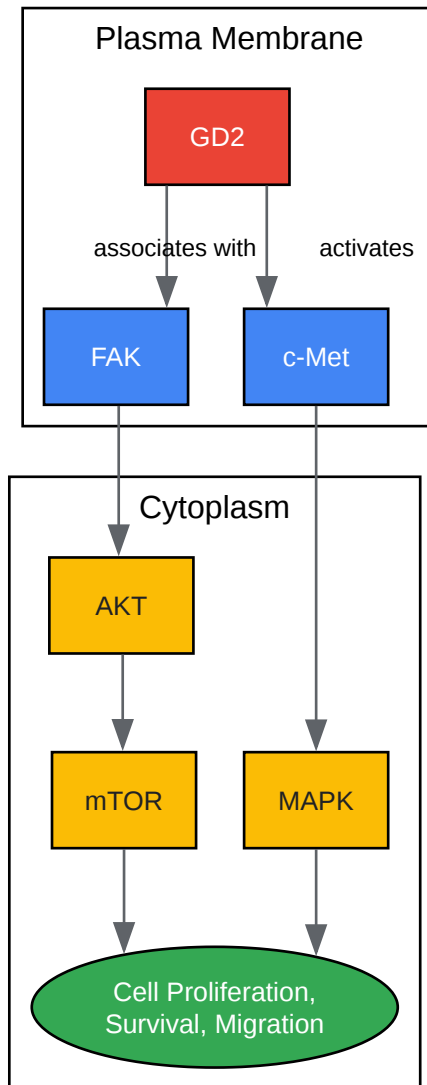 Plasma Membrane
GD2
associates with
activates
FAK
c-Met
Cytoplasm
AKT
mTOR
MAPK
Cell Proliferation,
Survival, Migration